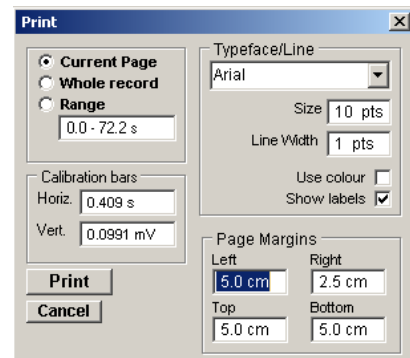 Print
Current Page
Whole record
Range
0.0 - 72.2 s
Calibration bars
Horiz. 0.409 s
Vert. 0.0991 mV
Print
Cancel
Typeface/Line
Arial
Size 10 pts
Line Width 1 pts
Use colour
Show labels
Page Margins
Left Right
5.0 cm 2.5 cm
Top Bottom
5.0 cm 5.0 cm